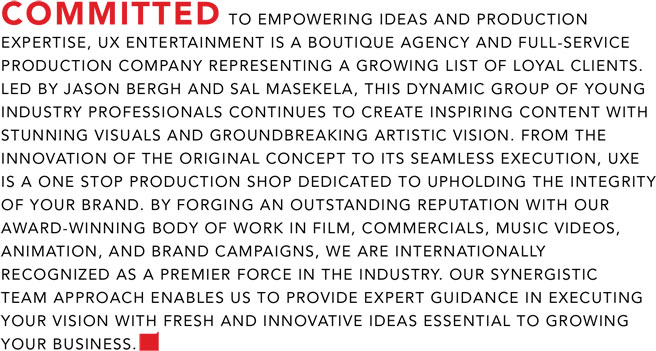 COMMITTED TO EMPOWERING IDEAS AND PRODUCTION
EXPERTISE, UX ENTERTAINMENT IS A BOUTIQUE AGENCY AND FULL-SERVICE
PRODUCTION COMPANY REPRESENTING A GROWING LIST OF LOYAL CLIENTS.
LED BY JASON BERGH AND SAL MASEKELA, THIS DYNAMIC GROUP OF YOUNG
INDUSTRY PROFESSIONALS CONTINUES TO CREATE INSPIRING CONTENT WITH
STUNNING VISUALS AND GROUNDBREAKING ARTISTIC VISION. FROM THE
INNOVATION OF THE ORIGINAL CONCEPT TO ITS SEAMLESS EXECUTION, UXE
IS A ONE STOP PRODUCTION SHOP DEDICATED TO UPHOLDING THE INTEGRITY
OF YOUR BRAND. BY FORGING AN OUTSTANDING REPUTATION WITH OUR
AWARD-WINNING BODY OF WORK IN FILM, COMMERCIALS, MUSIC VIDEOS,
ANIMATION, AND BRAND CAMPAIGNS, WE ARE INTERNATIONALLY
RECOGNIZED AS A PREMIER FORCE IN THE INDUSTRY. OUR SYNERGISTIC
TEAM APPROACH ENABLES US TO PROVIDE EXPERT GUIDANCE IN EXECUTING
YOUR VISION WITH FRESH AND INNOVATIVE IDEAS ESSENTIAL TO GROWING
YOUR BUSINESS.